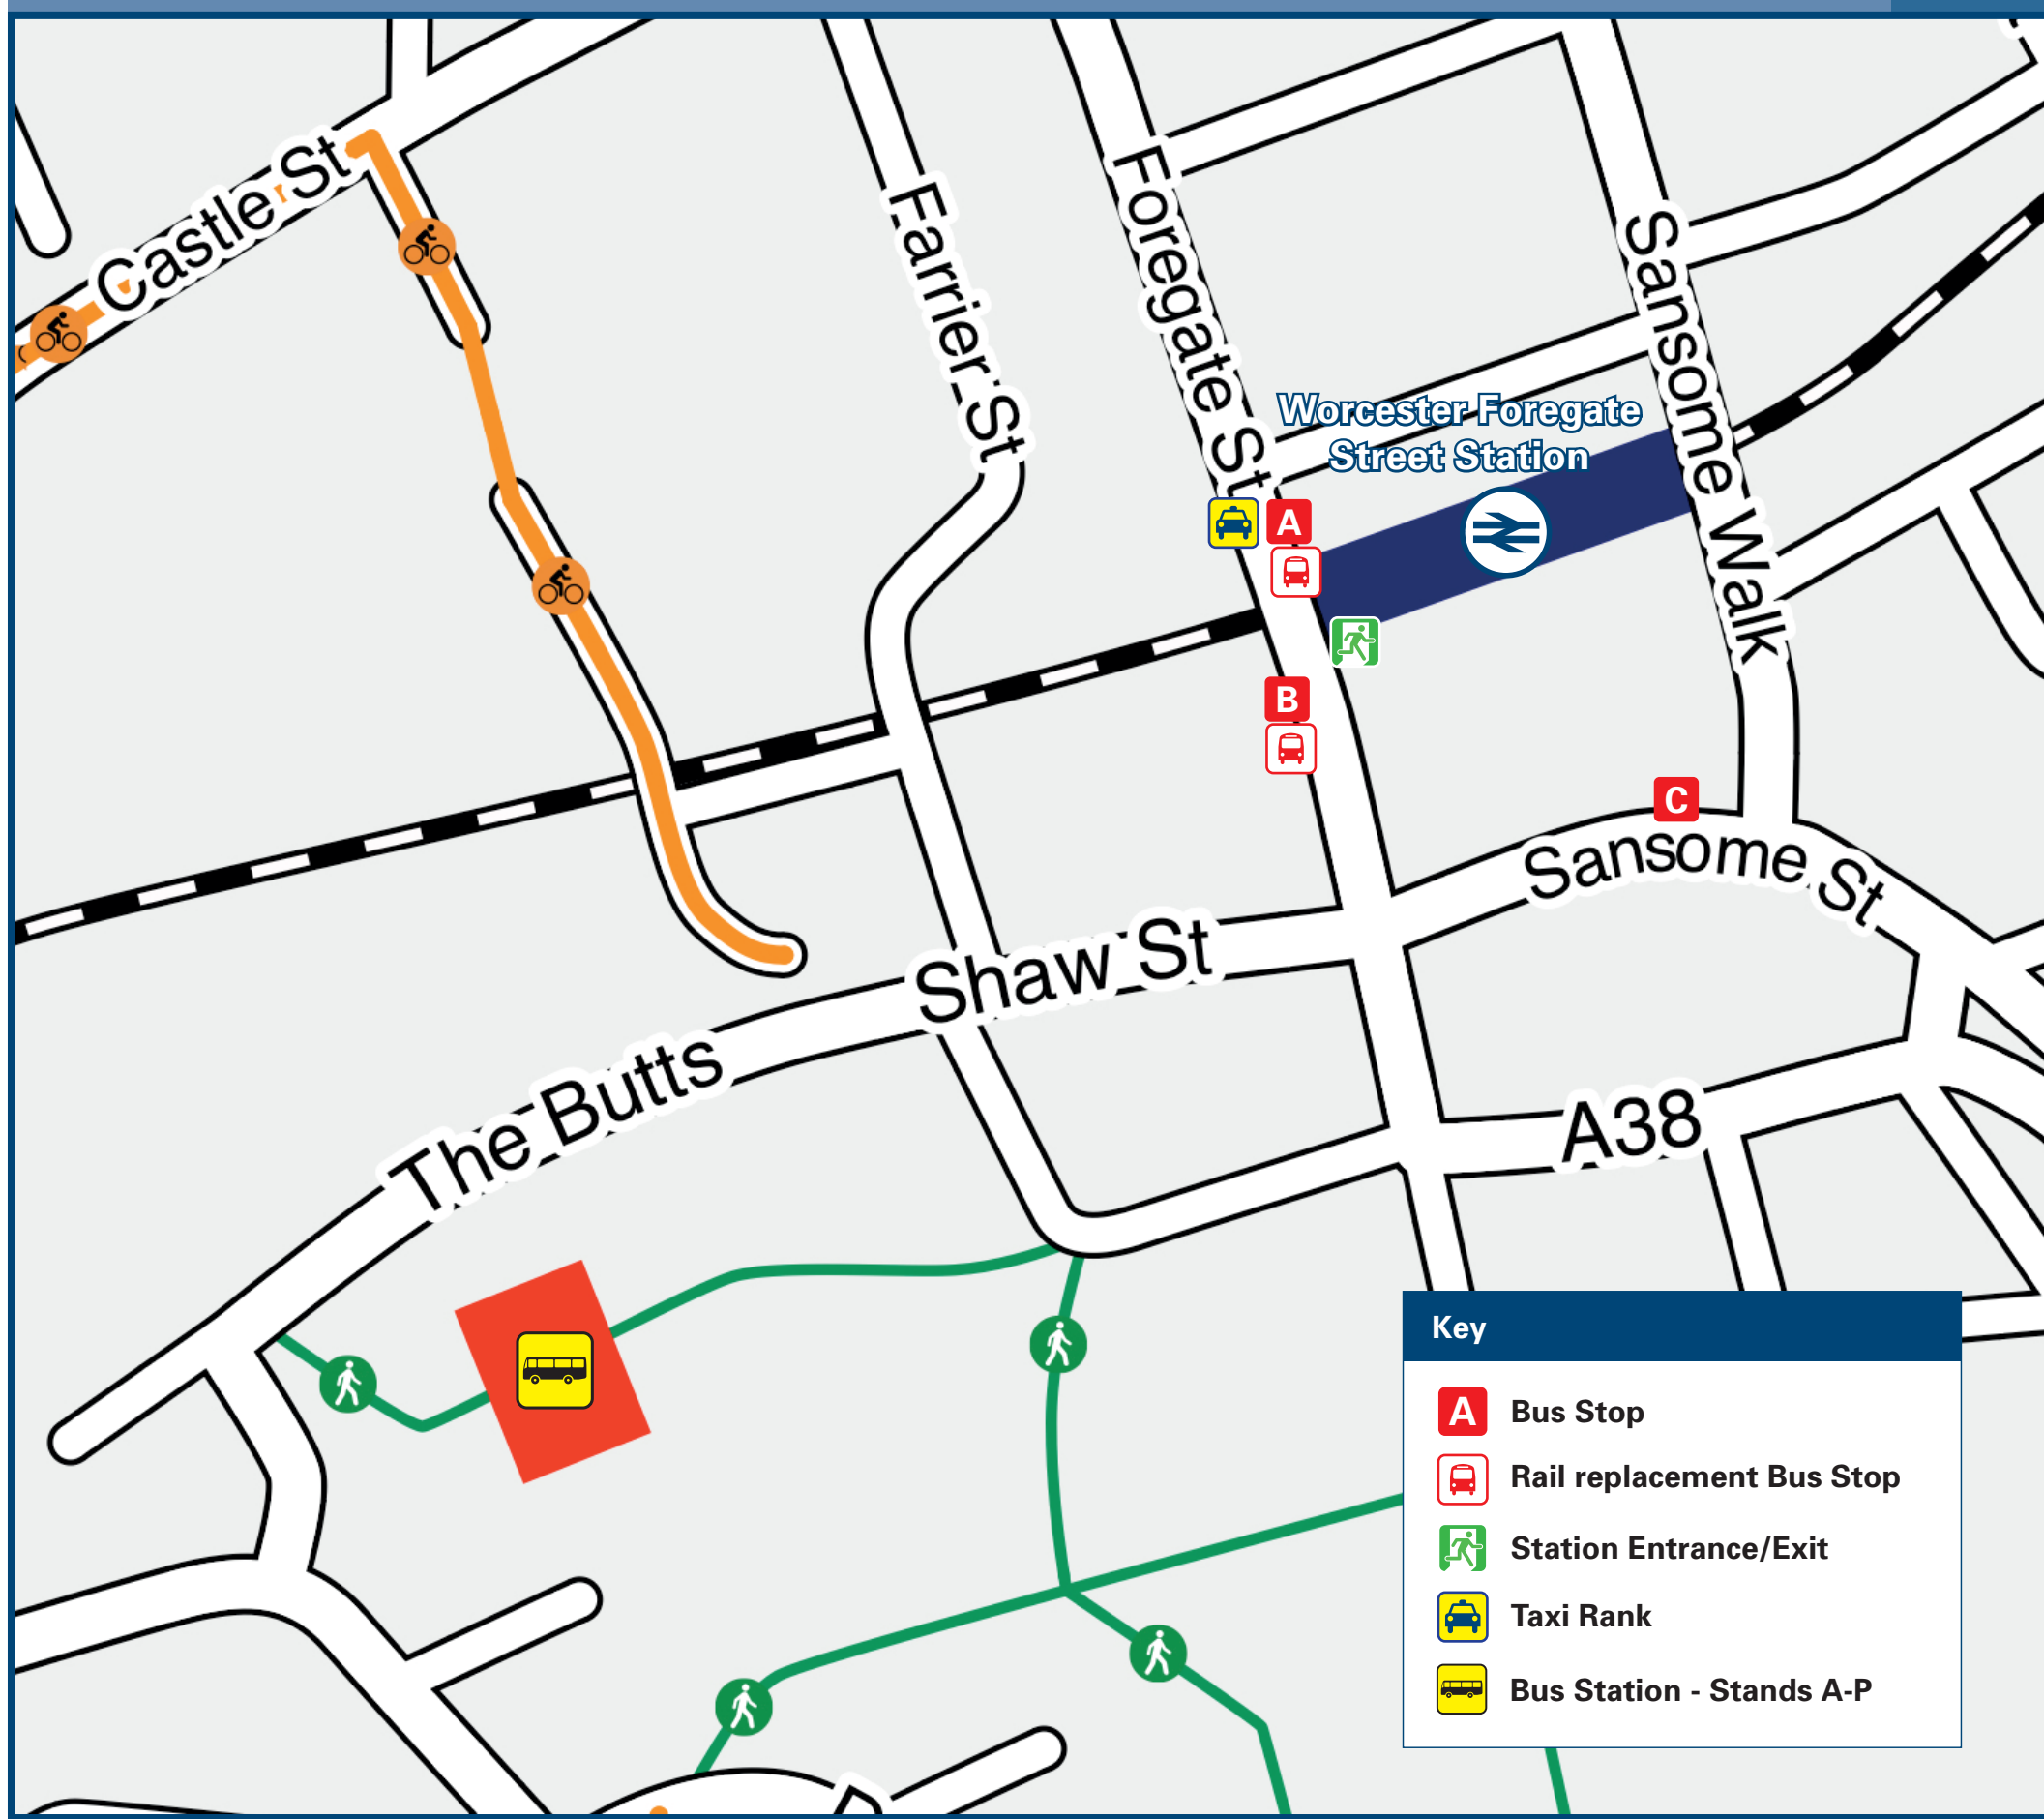 Castle St
Farrier St
Foregate St
Sansome Walk
Worcester Foregate
Street Station
A
B
C
Sansome St
Shaw St
The Butts
A38
Key
A Bus Stop
Rail replacement Bus Stop
Station Entrance/Exit
Taxi Rank
Bus Station - Stands A-P